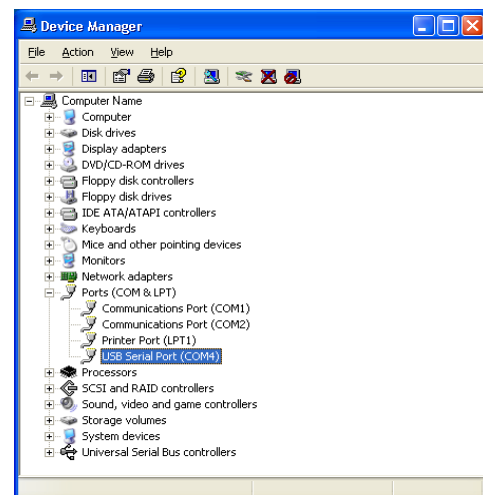 Device Manager
File Action View Help
Computer Name
Computer
Disk drives
Display adapters
DVD/CD-ROM drives
Floppy disk controllers
Floppy disk drives
IDE ATA/ATAPI controllers
Keyboards
Mice and other pointing devices
Monitors
Network adapters
Ports (COM & LPT)
Communications Port (COM1)
Communications Port (COM2)
Printer Port (LPT1)
USB Serial Port (COM4)
Processors
SCSI and RAID controllers
Sound, video and game controllers
Storage volumes
System devices
Universal Serial Bus controllers